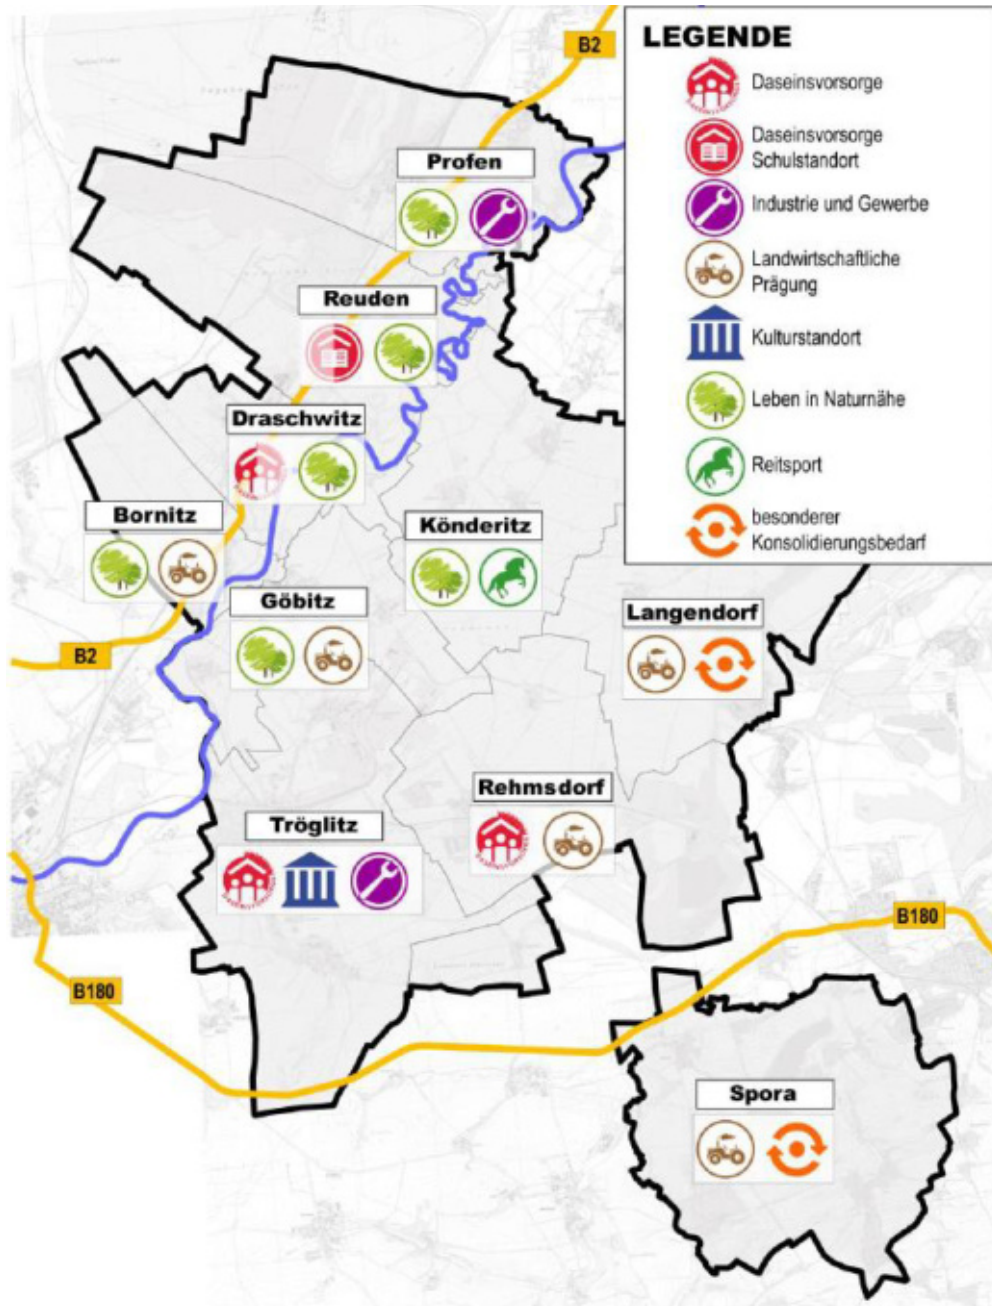 B2
LEGENDE
Daseinsvorsorge
Daseinsvorsorge
Schulstandort
Industrie und Gewerbe
Landwirtschaftliche
Prägung
Kulturstandort
Leben in Naturnähe
Reitsport
besonderer
Konsolidierungsbedarf
Profen
Reuden
Draschwitz
Bornitz
Könderitz
Göbitz
Langendorf
B2
Rehmsdorf
Tröglitz
B180
B180
Spora